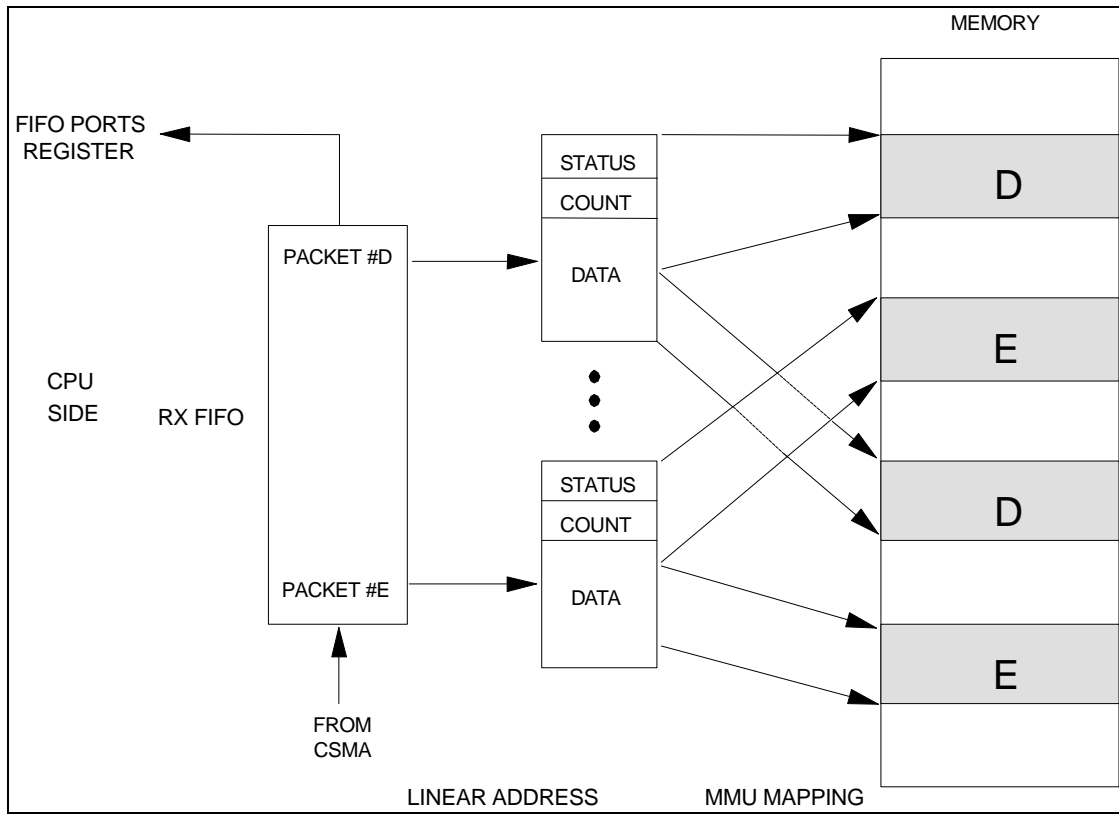 MEMORY
FIFO PORTS
REGISTER
STATUS
COUNT
DATA
PACKET #D
D
E
CPU
SIDE
RX FIFO
STATUS
COUNT
DATA
PACKET #E
D
E
FROM
CSMA
LINEAR ADDRESS
MMU MAPPING